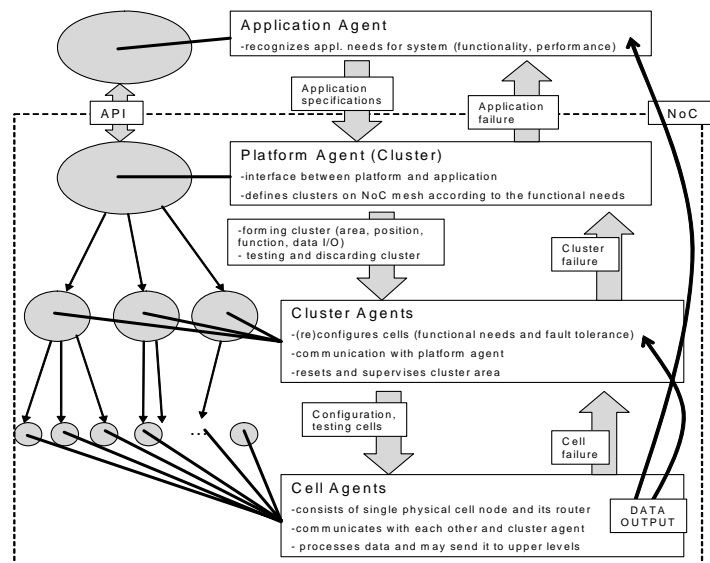 Application Agent
-recognizes appl. needs for system (functionality, performance)
Application
specifications
Application
failure
API
NoC
Platform Agent (Cluster)
-interface between platform and application
-defines clusters on NoC mesh according to the functional needs
-forming cluster (area, position,
function, data I/O)
- testing and discarding cluster
Cluster
failure
Cluster Agents
-(re)configures cells (functional needs and fault tolerance)
-communication with platform agent
-resets and supervises cluster area
Configuration,
testing cells
Cell
failure
...
Cell Agents
-consists of single physical cell node and its router
-communicates with each other and cluster agent
- processes data and may send it to upper levels
DATA
OUTPUT